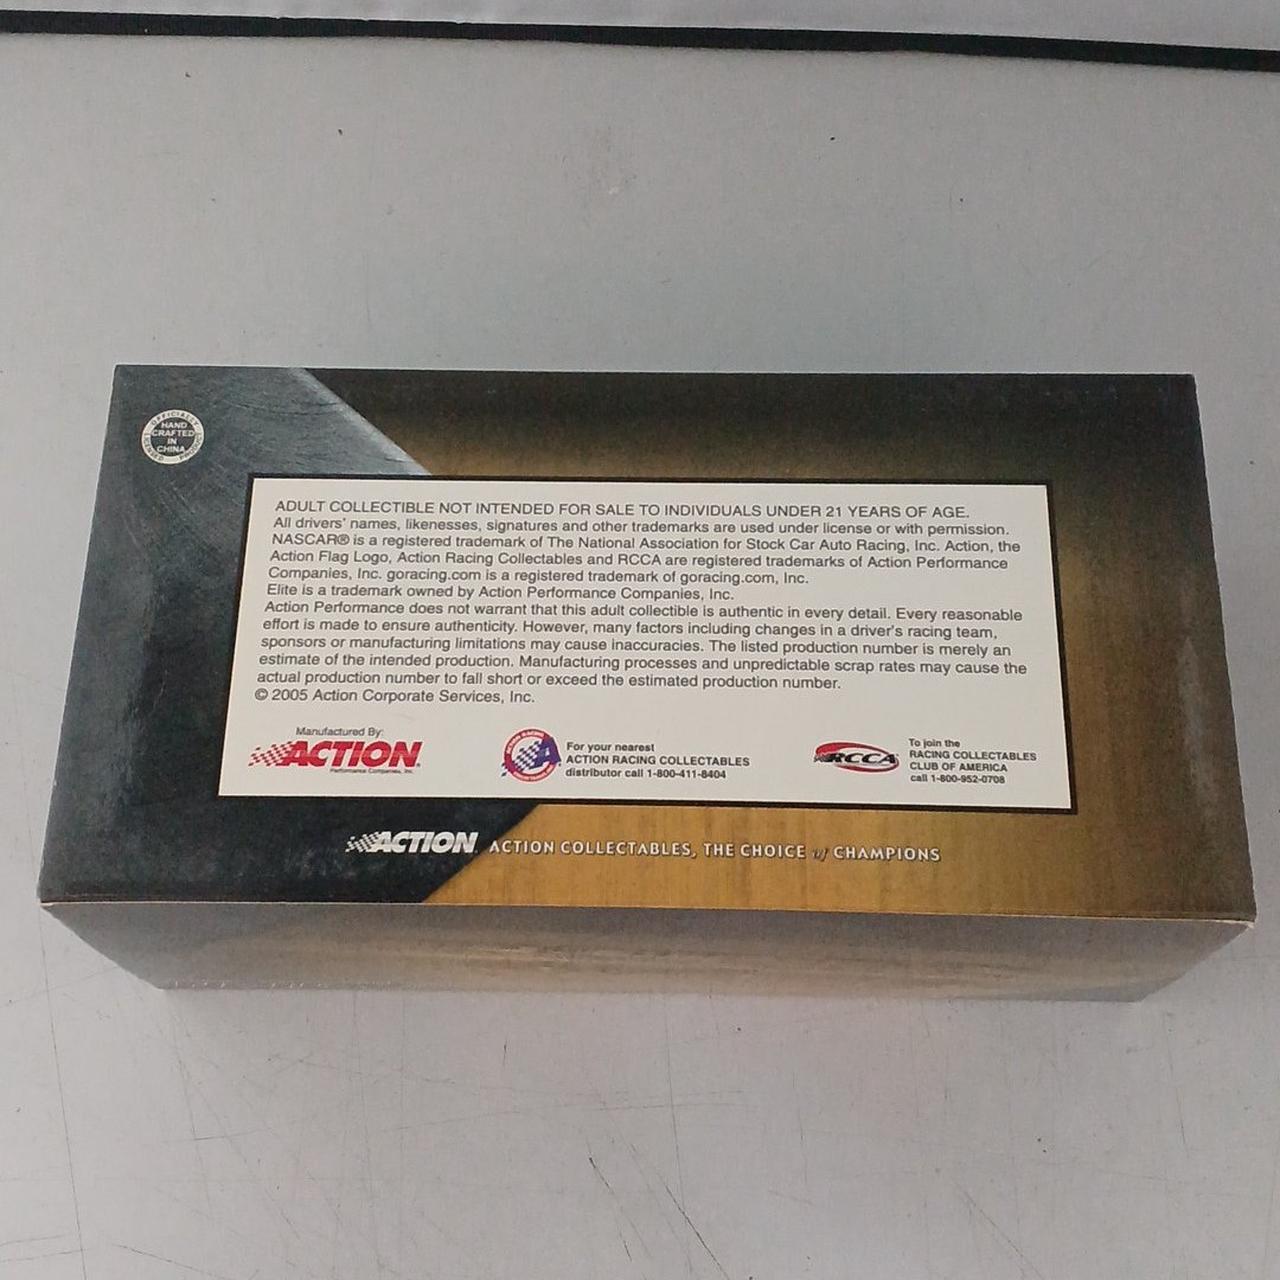 OFFICIALLY
LICENSED PRODUCT
HAND
CRAFTED
IN
CHINA
ADULT COLLECTIBLE NOT INTENDED FOR SALE TO INDIVIDUALS UNDER 21 YEARS OF AGE.
All drivers' names, likenesses, signatures and other trademarks are used under license or with permission.
NASCAR® is a registered trademark of The National Association for Stock Car Auto Racing, Inc. Action, the
Action Flag Logo, Action Racing Collectables and RCCA are registered trademarks of Action Performance
Companies, Inc. goracing.com is a registered trademark of goracing.com, Inc.
Elite is a trademark owned by Action Performance Companies, Inc.
Action Performance does not warrant that this adult collectible is authentic in every detail. Every reasonable
effort is made to ensure authenticity. However, many factors including changes in a driver's racing team,
sponsors or manufacturing limitations may cause inaccuracies. The listed production number is merely an
estimate of the intended production. Manufacturing processes and unpredictable scrap rates may cause the
actual production number to fall short or exceed the estimated production number.
© 2005 Action Corporate Services, Inc.
Manufactured By:
ACTION
Performance Companies, Inc.
ACTION RACING
A
For your nearest
ACTION RACING COLLECTABLES
distributor call 1-800-411-8404
RCCA
To join the
RACING COLLECTABLES
CLUB OF AMERICA
call 1-800-952-0708
ACTION ACTION COLLECTABLES, THE CHOICE of CHAMPIONS